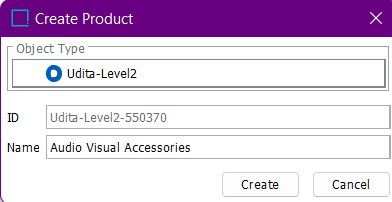 Create Product
Object Type
Udita-Level2
ID Udita-Level2-550370
Name Audio Visual Accessories
Create Cancel